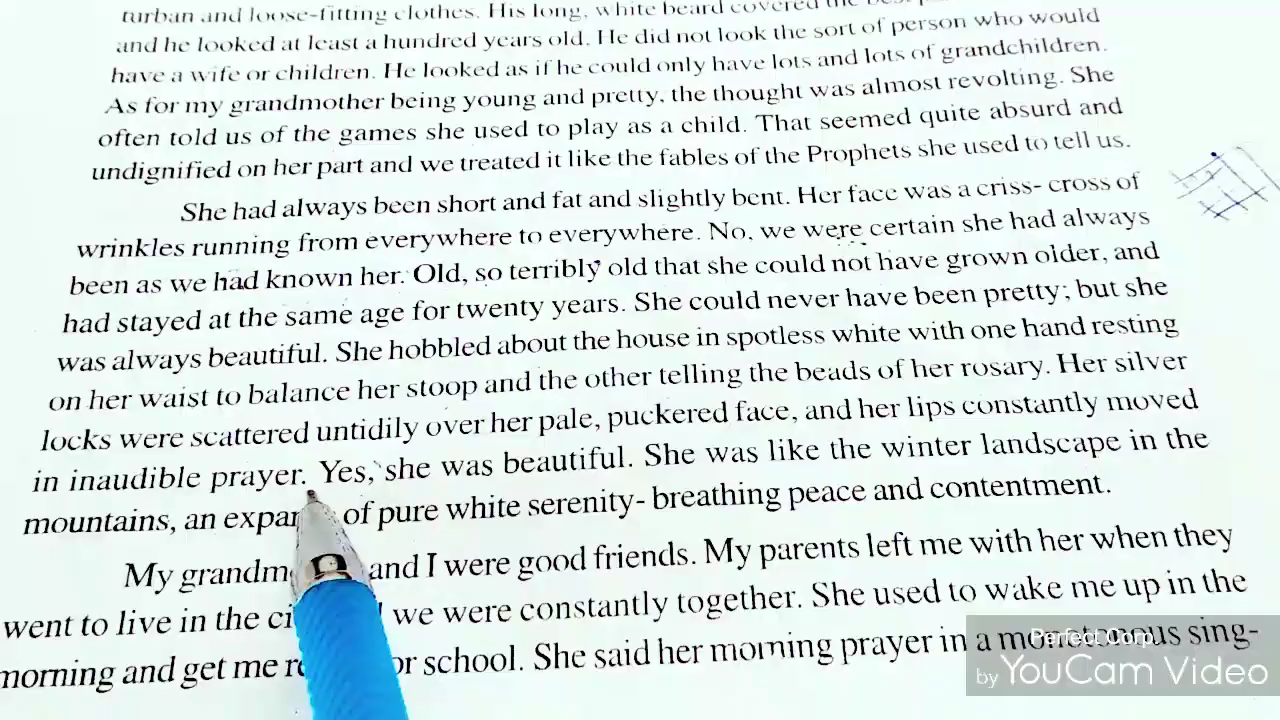 turban and loose-fitting clothes. His long, white beard covered the best
and he looked at least a hundred years old. He did not look the sort of person who would
have a wife or children. He looked as if he could only have lots and lots of grandchildren.
As for my grandmother being young and pretty, the thought was almost revolting. She
often told us of the games she used to play as a child. That seemed quite absurd and
undignified on her part and we treated it like the fables of the Prophets she used to tell us.
She had always been short and fat and slightly bent. Her face was a criss- cross of
wrinkles running from everywhere to everywhere. No, we were certain she had always
been as we had known her. Old, so terribly old that she could not have grown older, and
had stayed at the same age for twenty years. She could never have been pretty; but she
was always beautiful. She hobbled about the house in spotless white with one hand resting
on her waist to balance her stoop and the other telling the beads of her rosary. Her silver
locks were scattered untidily over her pale, puckered face, and her lips constantly moved
in inaudible prayer. Yes, she was beautiful. She was like the winter landscape in the
mountains, an of pure white serenity- breathing peace and contentment.
My and I were good friends. My parents left me with her when they
went to live in the we were constantly together. She used to wake me up in the
morning and get me or school. She said her morning prayer in a monotonous sing-
Perfect Corp.
by YouCam Video